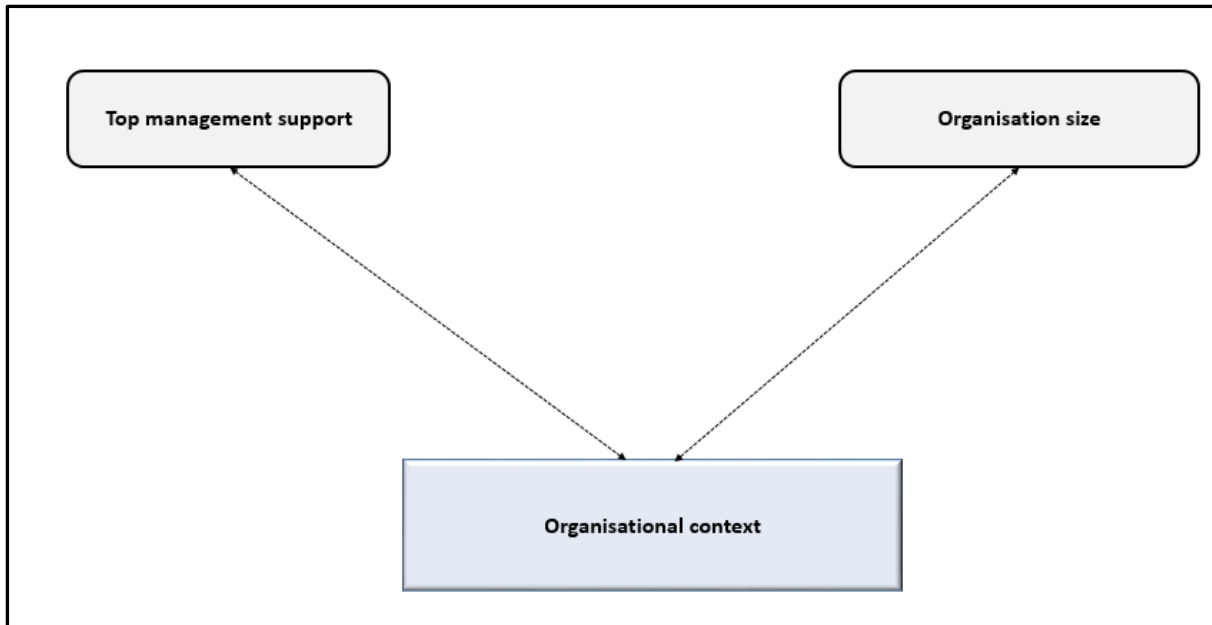 Top management support
Organisation size
Organisational context